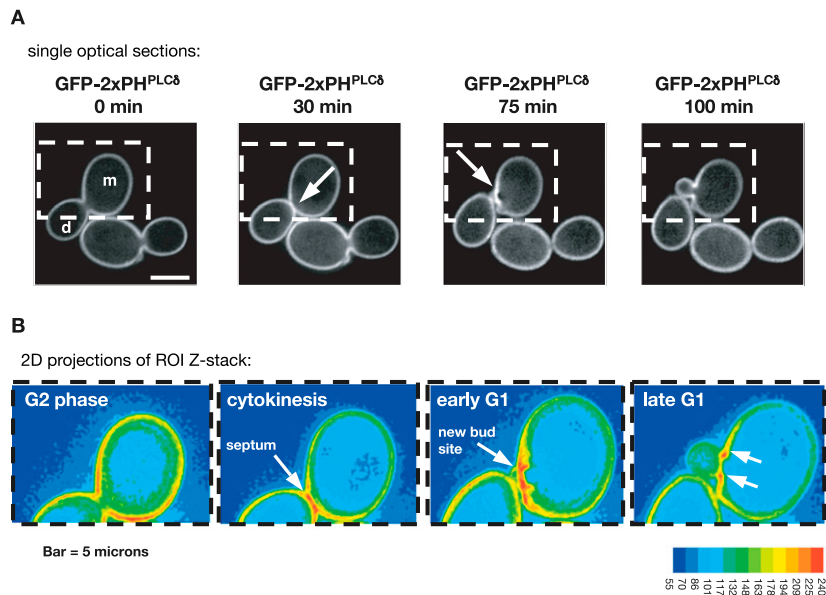 A
single optical sections:
GFP-2xPH^PLCδ
0 min
GFP-2xPH^PLCδ
30 min
GFP-2xPH^PLCδ
75 min
GFP-2xPH^PLCδ
100 min
m
d
B
2D projections of ROI Z-stack:
G2 phase
cytokinesis
early G1
late G1
septum
new bud
site
Bar = 5 microns
55
70
86
101
117
132
148
163
178
194
209
225
240